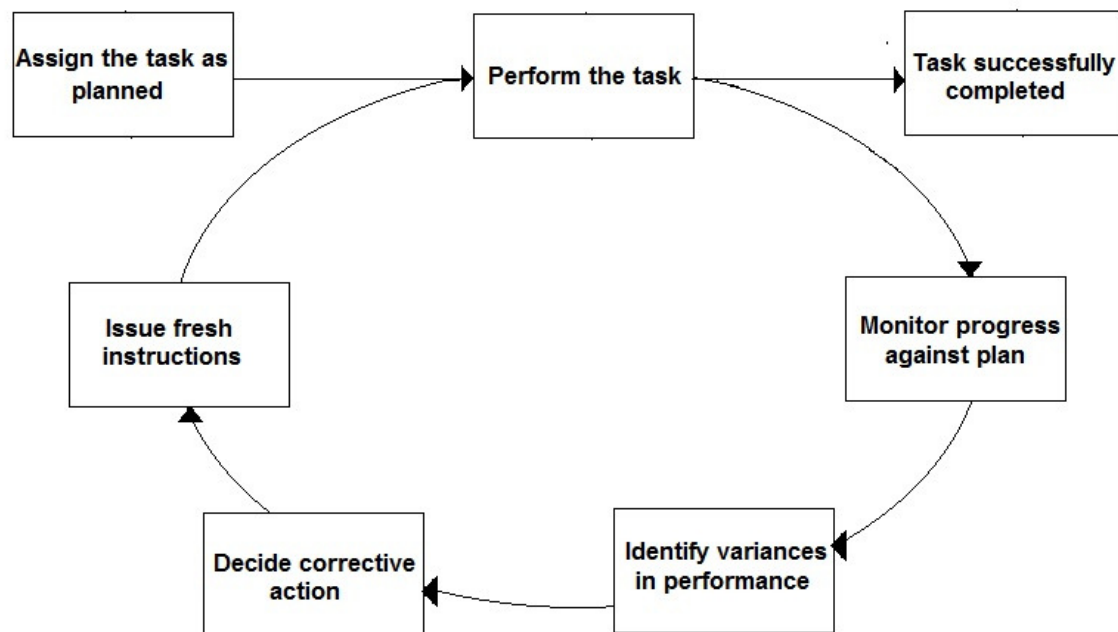 Assign the task as
planned
Perform the task
Task successfully
completed
Issue fresh
instructions
Monitor progress
against plan
Decide corrective
action
Identify variances
in performance